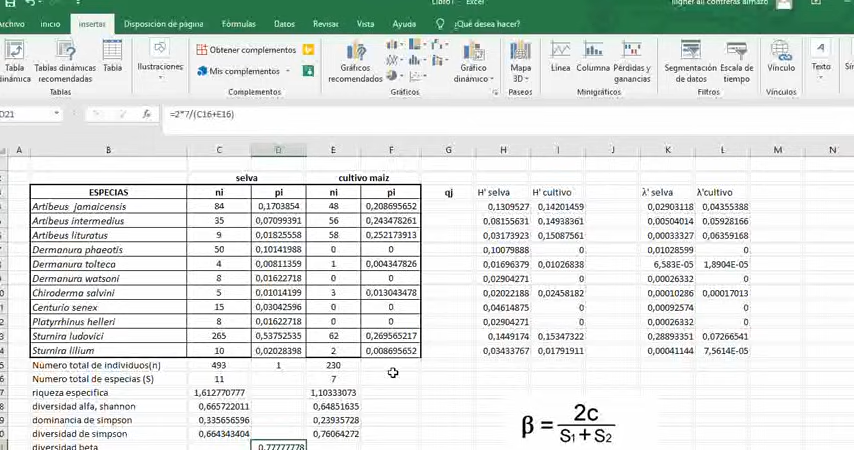 Libro1 - Excel
Archivo Inicio Insertar Disposición de página Fórmulas Datos Revisar Vista Ayuda ¿Qué desea hacer?
Tabla dinámica Tablas dinámicas recomendadas Tabla Ilustraciones Obtener complementos Mis complementos Gráficos recomendados Gráfico dinámico Mapa 3D Línea Columna Pérdidas y ganancias Segmentación de datos Escala de tiempo Vínculo Texto
Tablas Complementos Gráficos Paseos Minigráficos Filtros Vínculos
D21 fx =2*7/(C16+E16)
A B C D E F G H I J K L M N
selva cultivo maiz
ESPECIAS ni pi ni pi qj H' selva H' cultivo λ' selva λ'cultivo
Artibeus jamaicensis 84 0,1703854 48 0,208695652 0,1309527 0,14201459 0,02903118 0,04355388
Artibeus intermedius 35 0,07099391 56 0,243478261 0,08155631 0,14938361 0,00504014 0,05928166
Artibeus lituratus 9 0,01825558 58 0,252173913 0,03173923 0,15087561 0,00033327 0,06359168
Dermanura phaeotis 50 0,10141988 0 0 0,10079888 0 0,01028599 0
Dermanura tolteca 4 0,00811359 1 0,004347826 0,01696379 0,01026838 6,583E-05 1,8904E-05
Dermanura watsoni 8 0,01622718 0 0 0,02904271 0 0,00026332 0
Chiroderma salvini 5 0,01014199 3 0,013043478 0,02022188 0,02458182 0,00010286 0,00017013
Centurio senex 15 0,03042596 0 0 0,04614875 0 0,00092574 0
Platyrrhinus helleri 8 0,01622718 0 0 0,02904271 0 0,00026332 0
Sturnira ludovici 265 0,53752535 62 0,269565217 0,1449174 0,15347322 0,28893351 0,07266541
Sturnira lilium 10 0,02028398 2 0,008695652 0,03433767 0,01791911 0,00041144 7,5614E-05
Número total de individuos(n) 493 1 230
Numero total de especias (S) 11 7
riqueza especifica 1,612770777 1,10333073
diversidad alfa, shannon 0,665722011 0,64851635
dominancia de simpson 0,335656596 0,23935728
diversidad de simpson 0,664343404 0,76064272
diversidad beta 0,77777778
β = 2c
S1 + S2